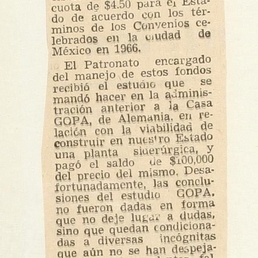 cuota de $4.50 para el Esta-
do de acuerdo con los tér-
minos de los Convenios ce-
lebrados en la ciudad de
México en 1966.
El Patronato encargado
del manejo de estos fondos
recibió el estudio que se
mandó hacer en la adminis-
tración anterior a la Casa
GOPA, de Alemania, en re-
lación con la viabilidad de
construir en nuestro Estado
una planta siderúrgica, y
pagó el saldo de $100,000
del precio del mismo. Desa-
fortunadamente, las conclu-
siones del estudio GOPA,
no fueron dadas en forma
que no deje lugar a dudas,
sino que quedan condiciona-
das a diversas incógnitas
que aún no se han despeja-